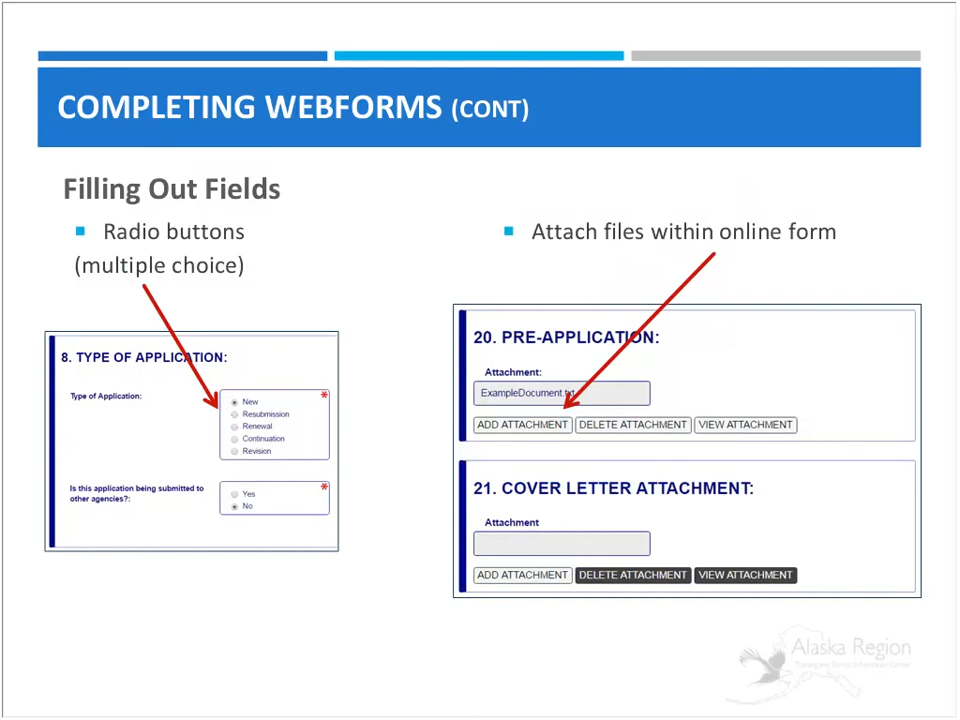 COMPLETING WEBFORMS (CONT)
Filling Out Fields
Radio buttons
(multiple choice)
8. TYPE OF APPLICATION:
Type of Application:
*
New
Resubmission
Renewal
Continuation
Revision
Is this application being submitted to
other agencies?:
*
Yes
No
Attach files within online form
20. PRE-APPLICATION:
Attachment:
ExampleDocument.txt
ADD ATTACHMENT DELETE ATTACHMENT VIEW ATTACHMENT
21. COVER LETTER ATTACHMENT:
Attachment
ADD ATTACHMENT DELETE ATTACHMENT VIEW ATTACHMENT
Alaska Region